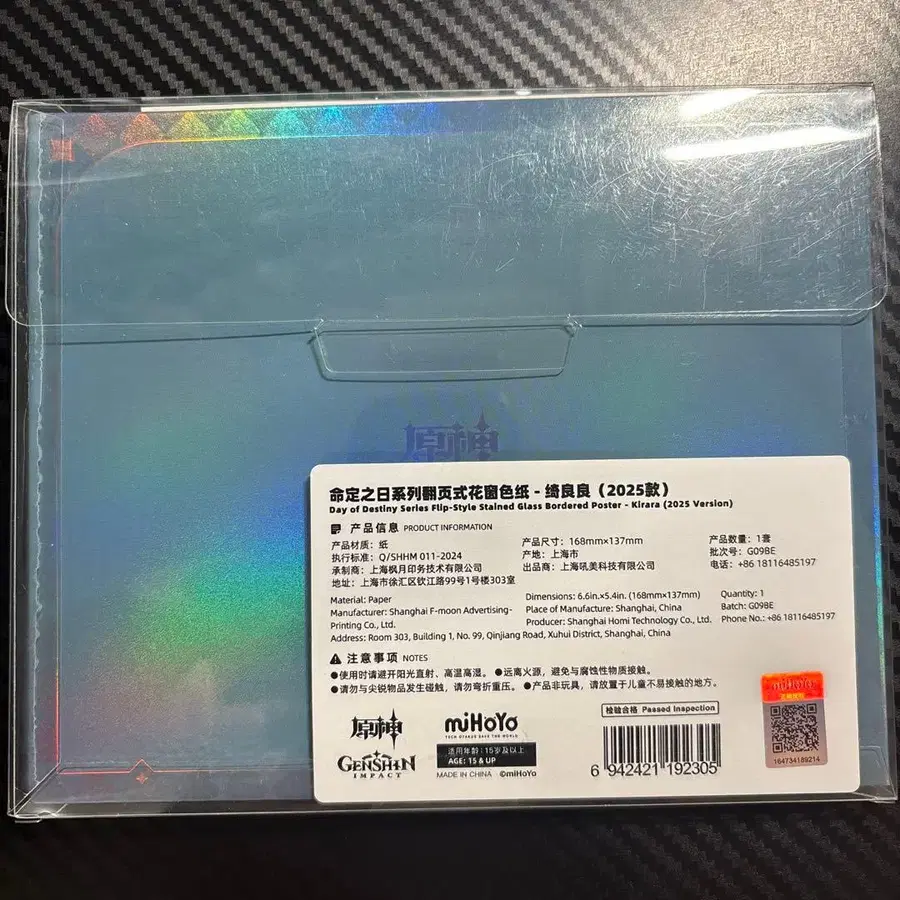 原神
命定之日系列翻页式花窗色纸 - 绮良良（2025款）
Day of Destiny Series Flip-Style Stained Glass Bordered Poster - Kirara (2025 Version)
产品信息 PRODUCT INFORMATION
产品材质：纸
执行标准：Q/SHHM 011-2024
承制商：上海枫月印务技术有限公司
地址：上海市徐汇区钦江路99号1号楼303室
产品尺寸：168mm×137mm
产地：上海市
出品商：上海吼美科技有限公司
产品数量：1套
批次号：G09BE
电话：+86 18116485197
Material: Paper
Manufacturer: Shanghai F-moon Advertising-
Printing Co., Ltd.
Address: Room 303, Building 1, No. 99, Qinjiang Road, Xuhui District, Shanghai, China
Dimensions: 6.6in.×5.4in. (168mm×137mm)
Place of Manufacture: Shanghai, China
Producer: Shanghai Homi Technology Co., Ltd.
Quantity: 1
Batch: G09BE
Phone No.: +86 18116485197
注意事项 NOTES
●使用时请避开阳光直射、高温高湿。●远离火源，避免与腐蚀性物质接触。
●请勿与尖锐物品发生碰触，请勿弯折重压。●产品非玩具，请放置于儿童不易接触的地方。
原神
GENSHIN
IMPACT
miHoYo
TECH OTAKUS SAVE THE WORLD
适用年龄：15岁及以上
AGE: 15 & UP
MADE IN CHINA ©miHoYo
检验合格 Passed Inspection
6 942421 192305
miHoYo
164734189214